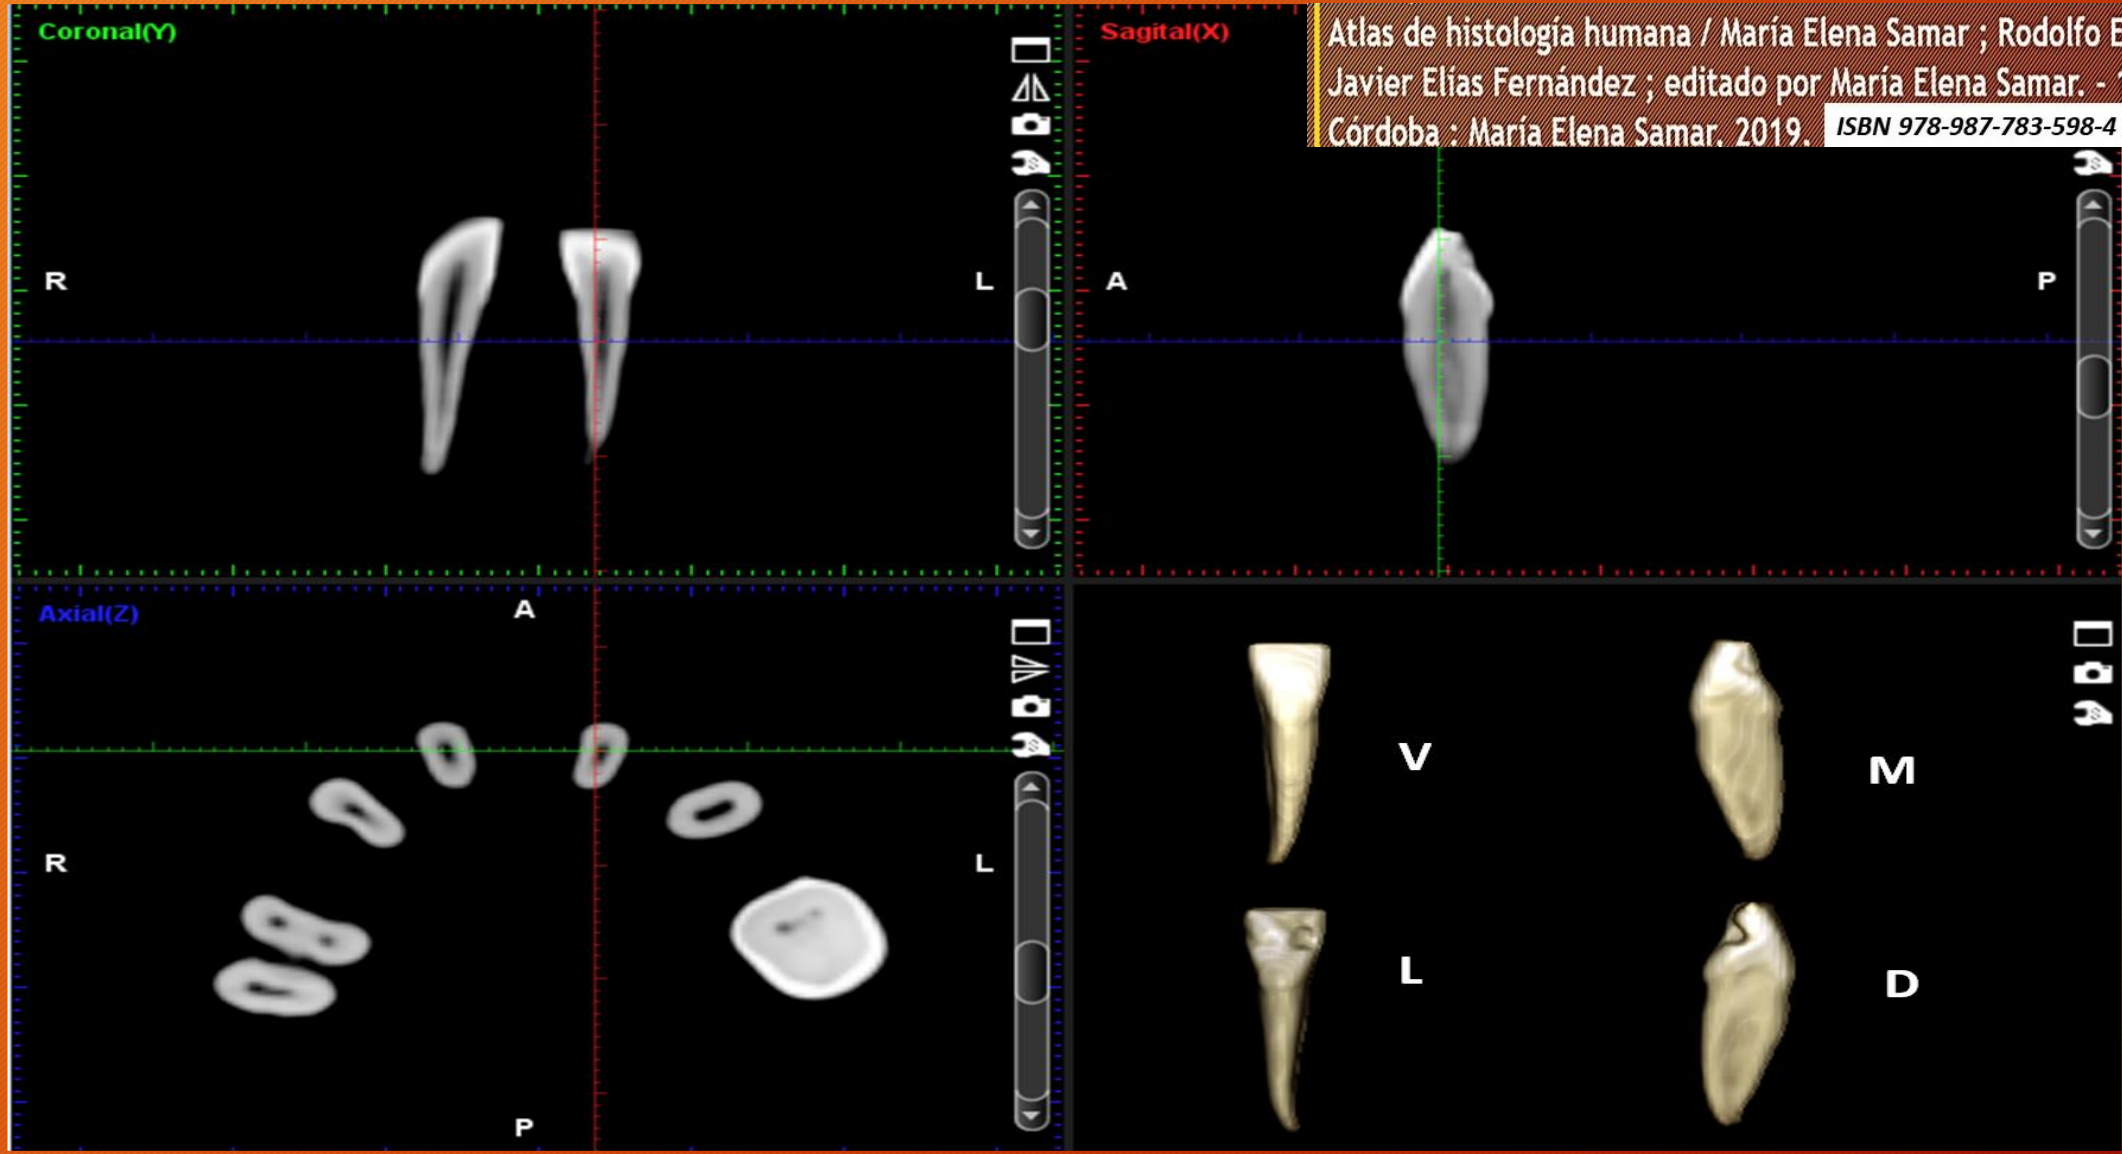 Coronal(Y)
R
L
Sagital(X)
Atlas de histología humana / María Elena Samar ; Rodolfo E
Javier Elías Fernández ; editado por María Elena Samar. -
Córdoba : María Elena Samar, 2019.
ISBN 978-987-783-598-4
A
P
Axial(Z)
A
R
L
P
V
M
L
D